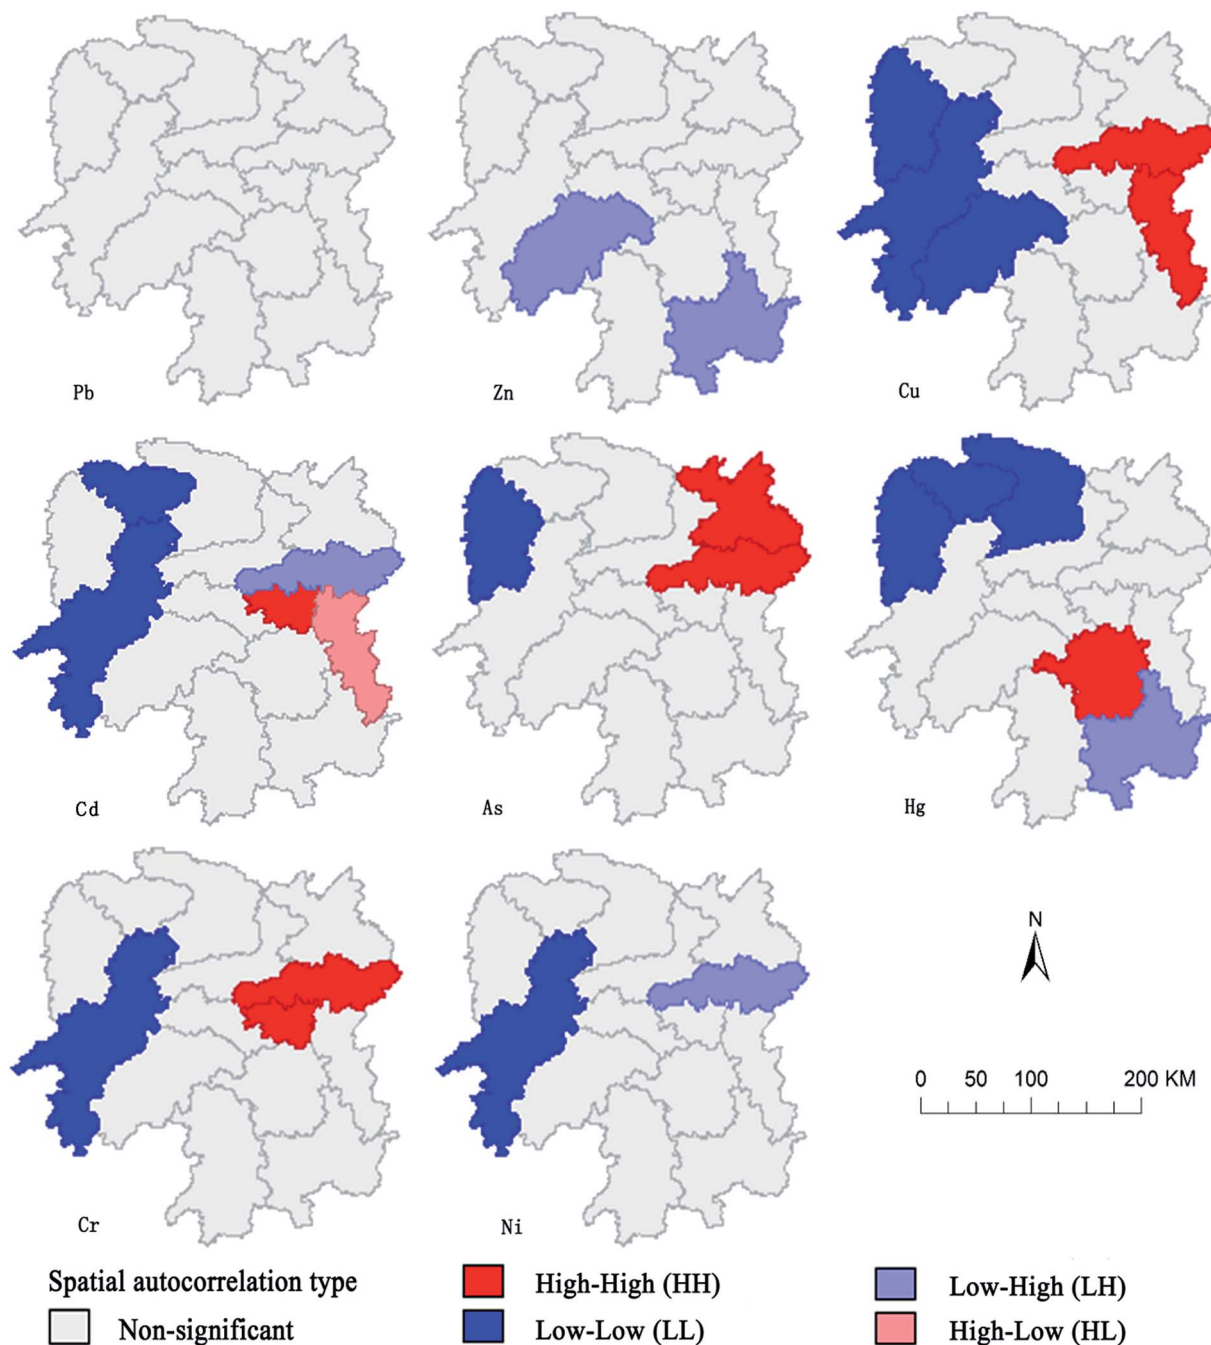 Pb
Zn
Cu
Cd
As
Hg
Cr
Ni
N
0 50 100 200 KM
Spatial autocorrelation type
Non-significant
High-High (HH)
Low-Low (LL)
Low-High (LH)
High-Low (HL)